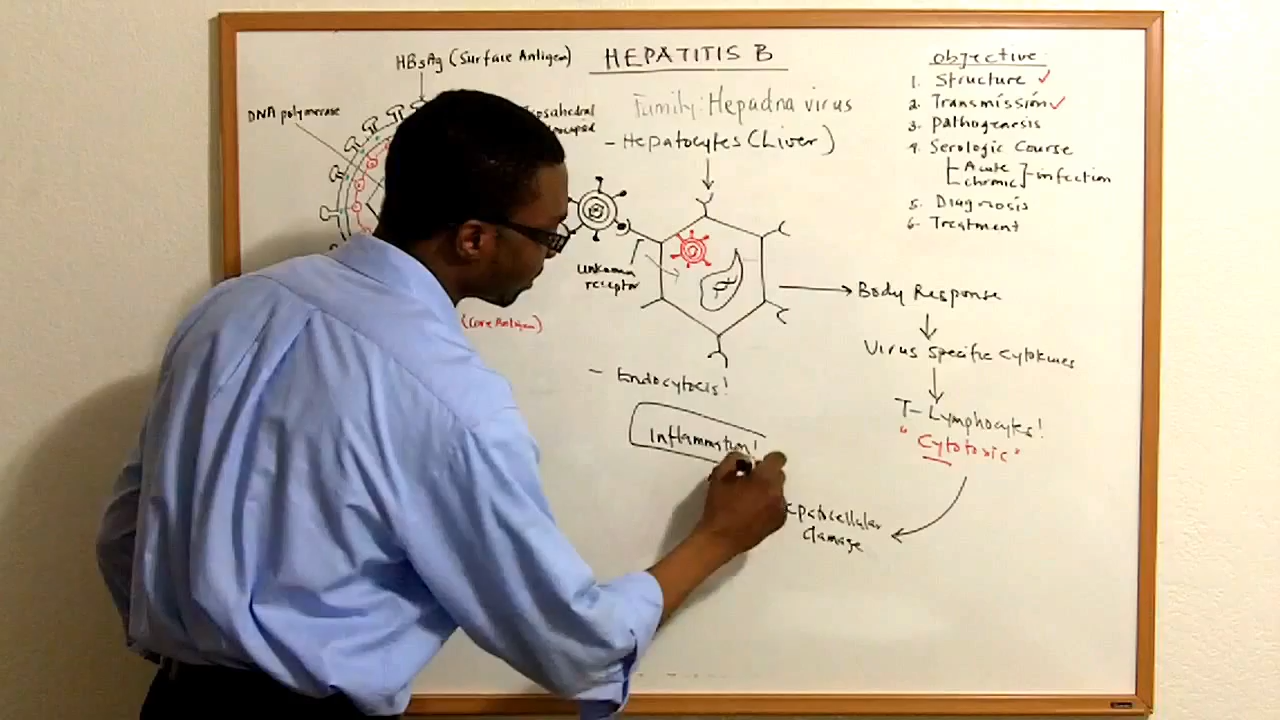 HBsAg (Surface Antigen)
DNA polymerase
(Core Antigen)
HEPATITIS B
Family: Hepadna virus
- Hepatocytes (Liver)
Unknown
receptor
- Endocytosis!
Inflammation!
damage
objective
1. Structure ✓
2. Transmission ✓
3. Pathogenesis
4. Serologic Course
Acute
chronic
infection
5. Diagnosis
6. Treatment
Body Response
Virus Specific Cytokines
T-Lymphocytes!
"Cytotoxic"